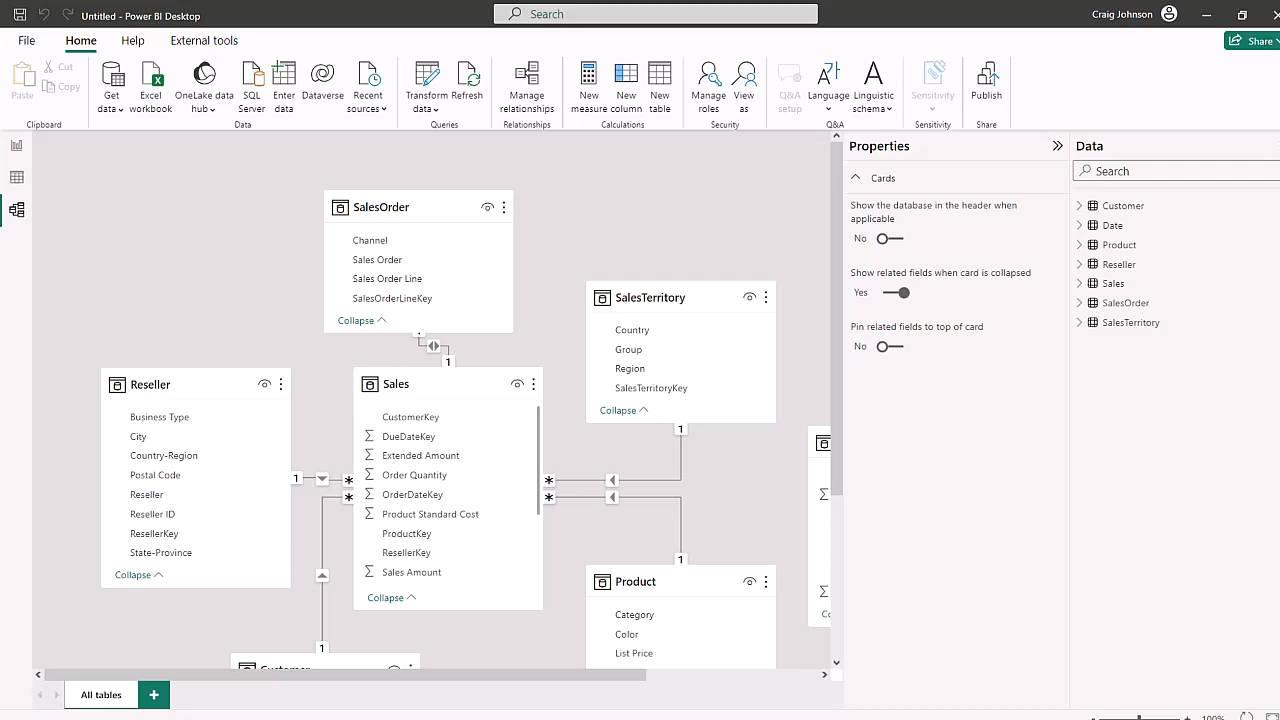 Untitled - Power BI Desktop
Search
Craig Johnson
File
Home
Help
External tools
Share
Paste
Cut
Copy
Clipboard
Get data
Excel workbook
OneLake data hub
SQL Server
Enter data
Dataverse
Recent sources
Data
Transform data
Refresh
Queries
Manage relationships
Relationships
New measure
New column
New table
Calculations
Manage roles
View as
Security
Q&A setup
Language
Linguistic schema
Q&A
Sensitivity
Sensitivity
Publish
Share
SalesOrder
Channel
Sales Order
Sales Order Line
SalesOrderLineKey
Collapse
1
SalesTerritory
Country
Group
Region
SalesTerritoryKey
Collapse
1
Reseller
Business Type
City
Country-Region
Postal Code
Reseller
Reseller ID
ResellerKey
State-Province
Collapse
1
*
*
Sales
CustomerKey
DueDateKey
Extended Amount
Order Quantity
OrderDateKey
Product Standard Cost
ProductKey
ResellerKey
Sales Amount
Collapse
*
*
1
Product
Category
Color
List Price
1
Customer
All tables
Properties
Cards
Show the database in the header when
applicable
No
Show related fields when card is collapsed
Yes
Pin related fields to top of card
No
Data
Search
Customer
Date
Product
Reseller
Sales
SalesOrder
SalesTerritory
100%